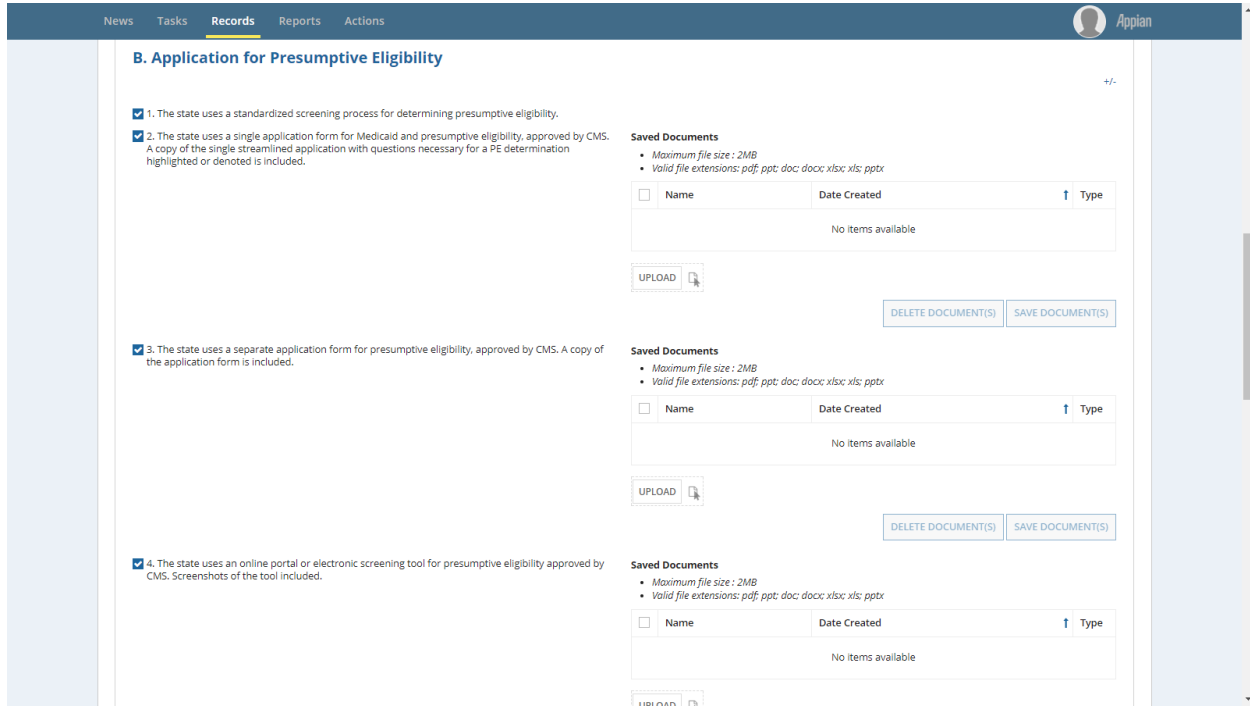 News Tasks Records Reports Actions Appian
B. Application for Presumptive Eligibility
+/-
1. The state uses a standardized screening process for determining presumptive eligibility.
2. The state uses a single application form for Medicaid and presumptive eligibility, approved by CMS.
A copy of the single streamlined application with questions necessary for a PE determination
highlighted or denoted is included.
Saved Documents
• Maximum file size : 2MB
• Valid file extensions: pdf; ppt; doc; docx; xlsx; xls; pptx
Name Date Created ↑ Type
No items available
UPLOAD
DELETE DOCUMENT(S) SAVE DOCUMENT(S)
3. The state uses a separate application form for presumptive eligibility, approved by CMS. A copy of
the application form is included.
Saved Documents
• Maximum file size : 2MB
• Valid file extensions: pdf; ppt; doc; docx; xlsx; xls; pptx
Name Date Created ↑ Type
No items available
UPLOAD
DELETE DOCUMENT(S) SAVE DOCUMENT(S)
4. The state uses an online portal or electronic screening tool for presumptive eligibility approved by
CMS. Screenshots of the tool included.
Saved Documents
• Maximum file size : 2MB
• Valid file extensions: pdf; ppt; doc; docx; xlsx; xls; pptx
Name Date Created ↑ Type
No items available
UPLOAD